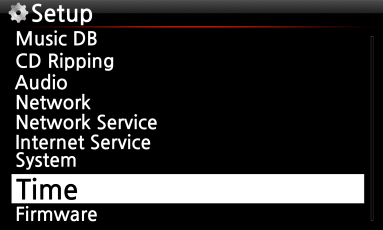 Setup
Music DB
CD Ripping
Audio
Network
Network Service
Internet Service
System
Time
Firmware